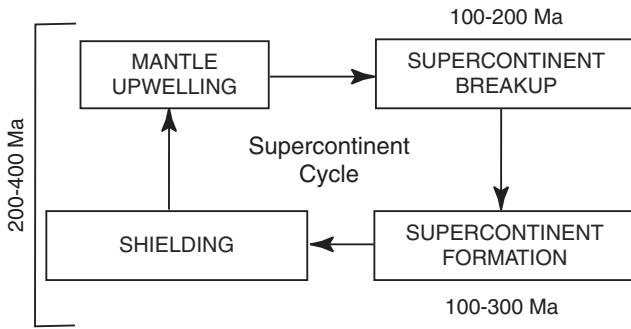 100-200 Ma
MANTLE
UPWELLING
SUPERCONTINENT
BREAKUP
200-400 Ma
Supercontinent
Cycle
SHIELDING
SUPERCONTINENT
FORMATION
100-300 Ma